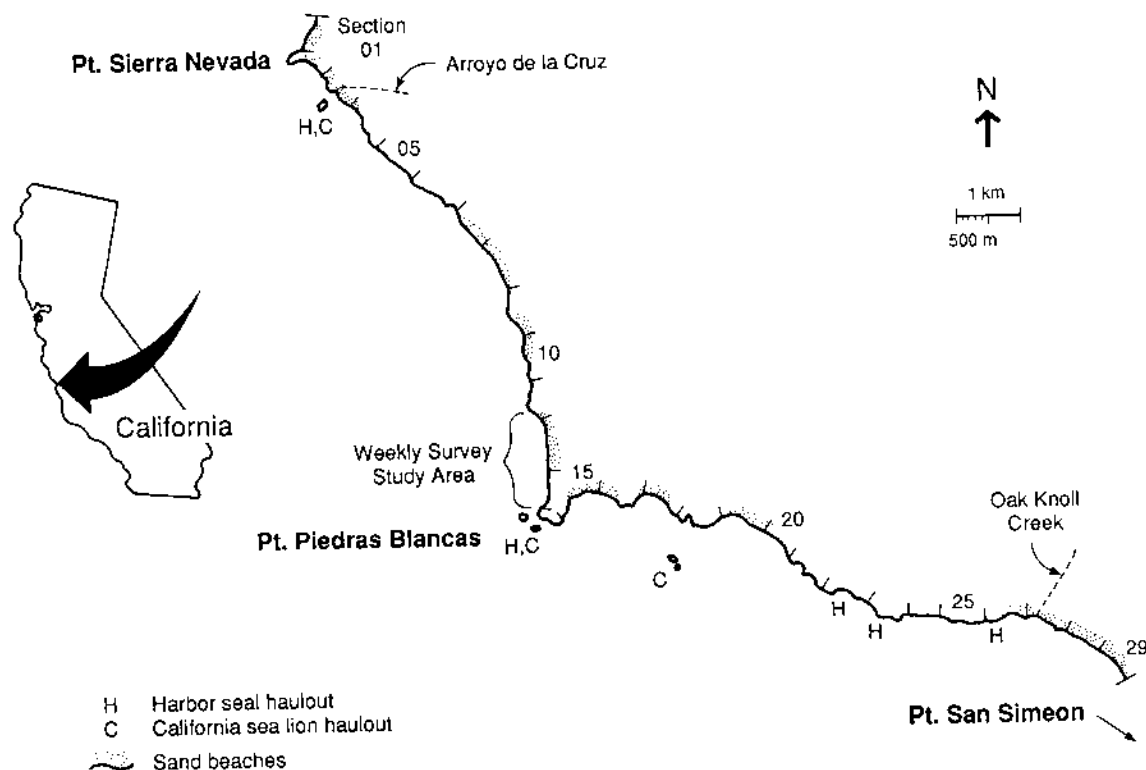 Section
01
Pt. Sierra Nevada
Arroyo de la Cruz
H,C
N
05
1 km
500 m
10
California
Weekly Survey
Study Area
15
Oak Knoll
Creek
Pt. Piedras Blancas
H,C
20
C
H
H
25
H
29
H Harbor seal haulout
C California sea lion haulout
Sand beaches
Pt. San Simeon